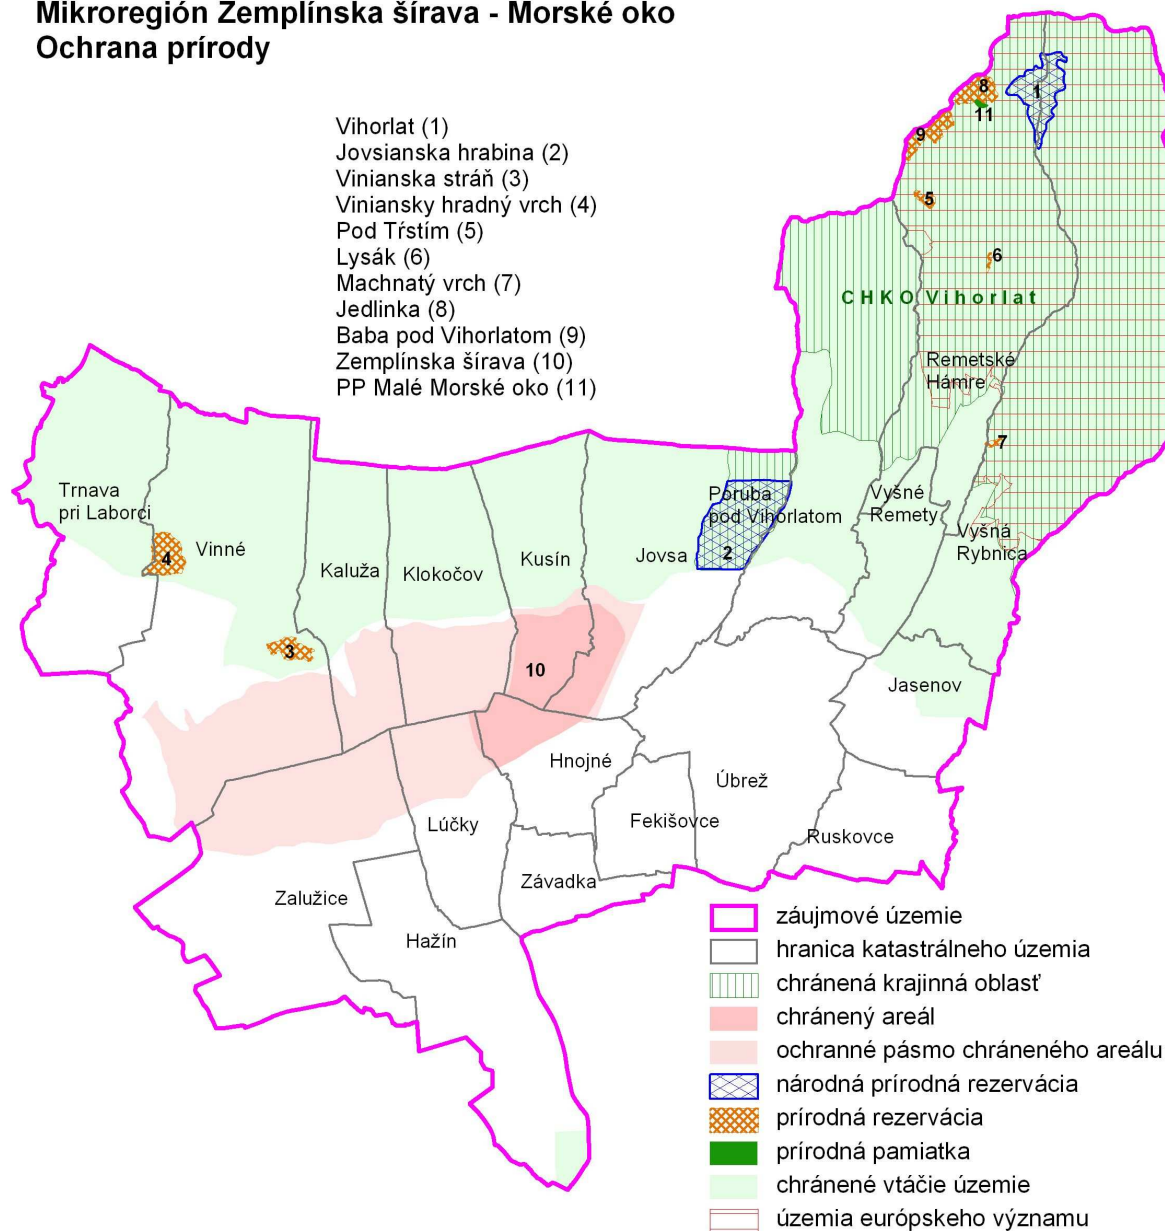 Mikroregión Zemplínska šírava - Morské oko
Ochrana prírody
Vihorlat (1)
Jovsianska hrabina (2)
Vinianska stráň (3)
Viniansky hradný vrch (4)
Pod Tŕstím (5)
Lysák (6)
Machnatý vrch (7)
Jedlinka (8)
Baba pod Vihorlatom (9)
Zemplínska šírava (10)
PP Malé Morské oko (11)
8
1
11
9
5
6
CHKO Vihorlat
Remetské
Hámre
7
Trnava
pri Laborci
Vinné
4
Kaluža
Klokočov
Kusín
Jovsa
Poruba
pod Vihorlatom
2
Vyšné
Remety
Vyšná
Rybnica
3
10
Jasenov
Hnojné
Úbrež
Lúčky
Fekišovce
Ruskovce
Závadka
Zalužice
Hažín
záujmové územie
hranica katastrálneho územia
chránená krajinná oblasť
chránený areál
ochranné pásmo chráneného areálu
národná prírodná rezervácia
prírodná rezervácia
prírodná pamiatka
chránené vtáčie územie
územia európskeho významu